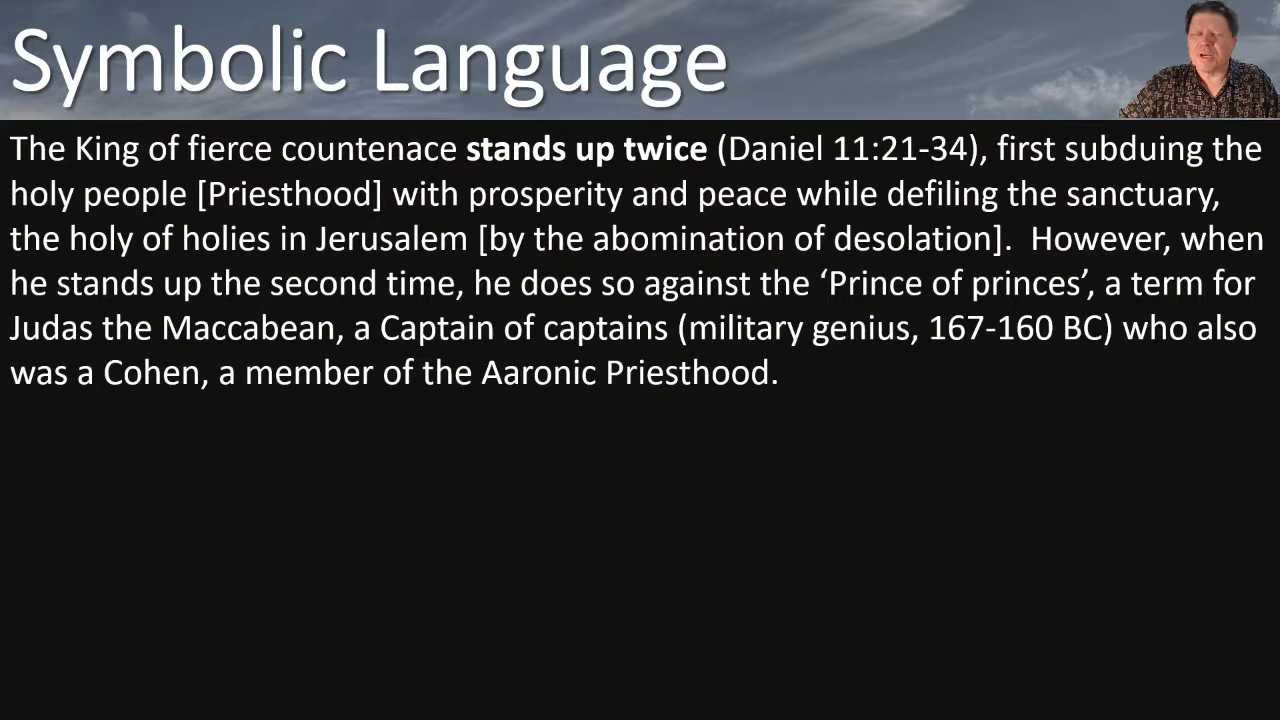 Symbolic Language
The King of fierce countenace stands up twice (Daniel 11:21-34), first subduing the
holy people [Priesthood] with prosperity and peace while defiling the sanctuary,
the holy of holies in Jerusalem [by the abomination of desolation].  However, when
he stands up the second time, he does so against the ‘Prince of princes’, a term for
Judas the Maccabean, a Captain of captains (military genius, 167-160 BC) who also
was a Cohen, a member of the Aaronic Priesthood.